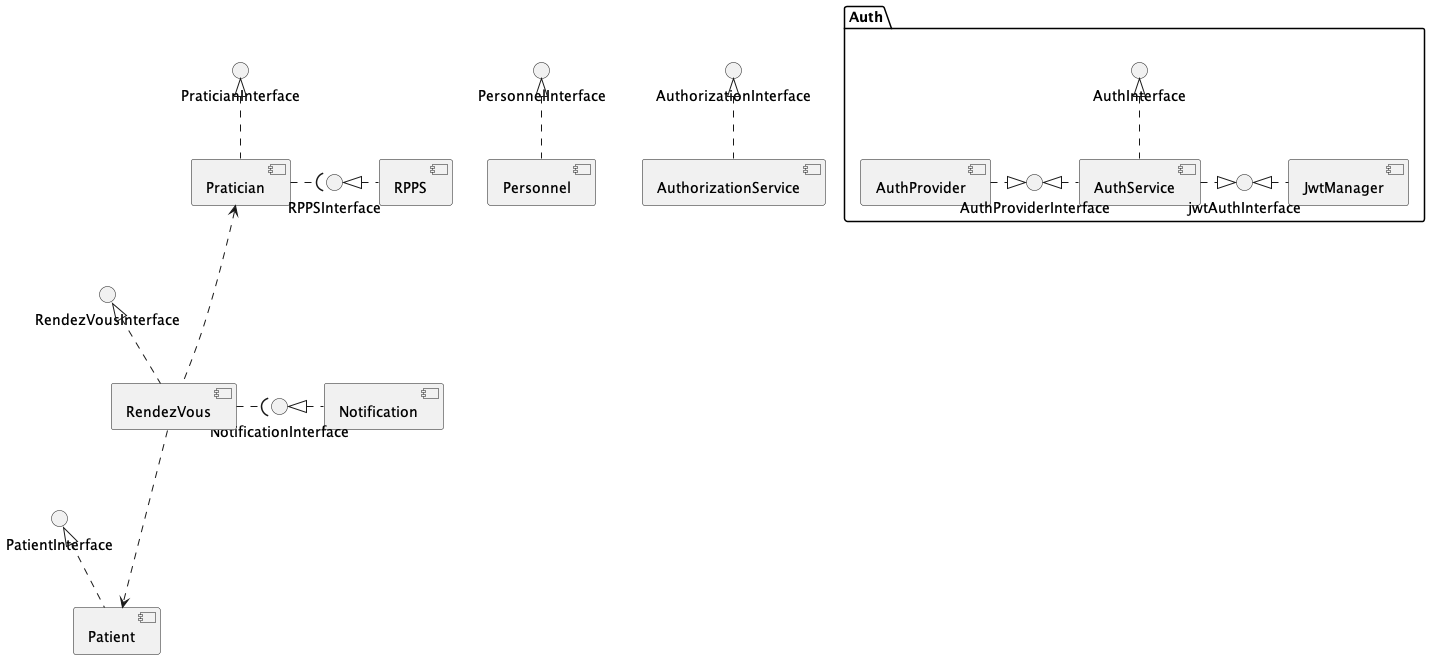 Auth
PraticianInterface
PersonnelInterface
AuthorizationInterface
AuthInterface
Pratician
RPPS
Personnel
AuthorizationService
AuthProvider
AuthService
JwtManager
RPPSInterface
AuthProviderInterface
jwtAuthInterface
RendezVousInterface
RendezVous
Notification
NotificationInterface
PatientInterface
Patient